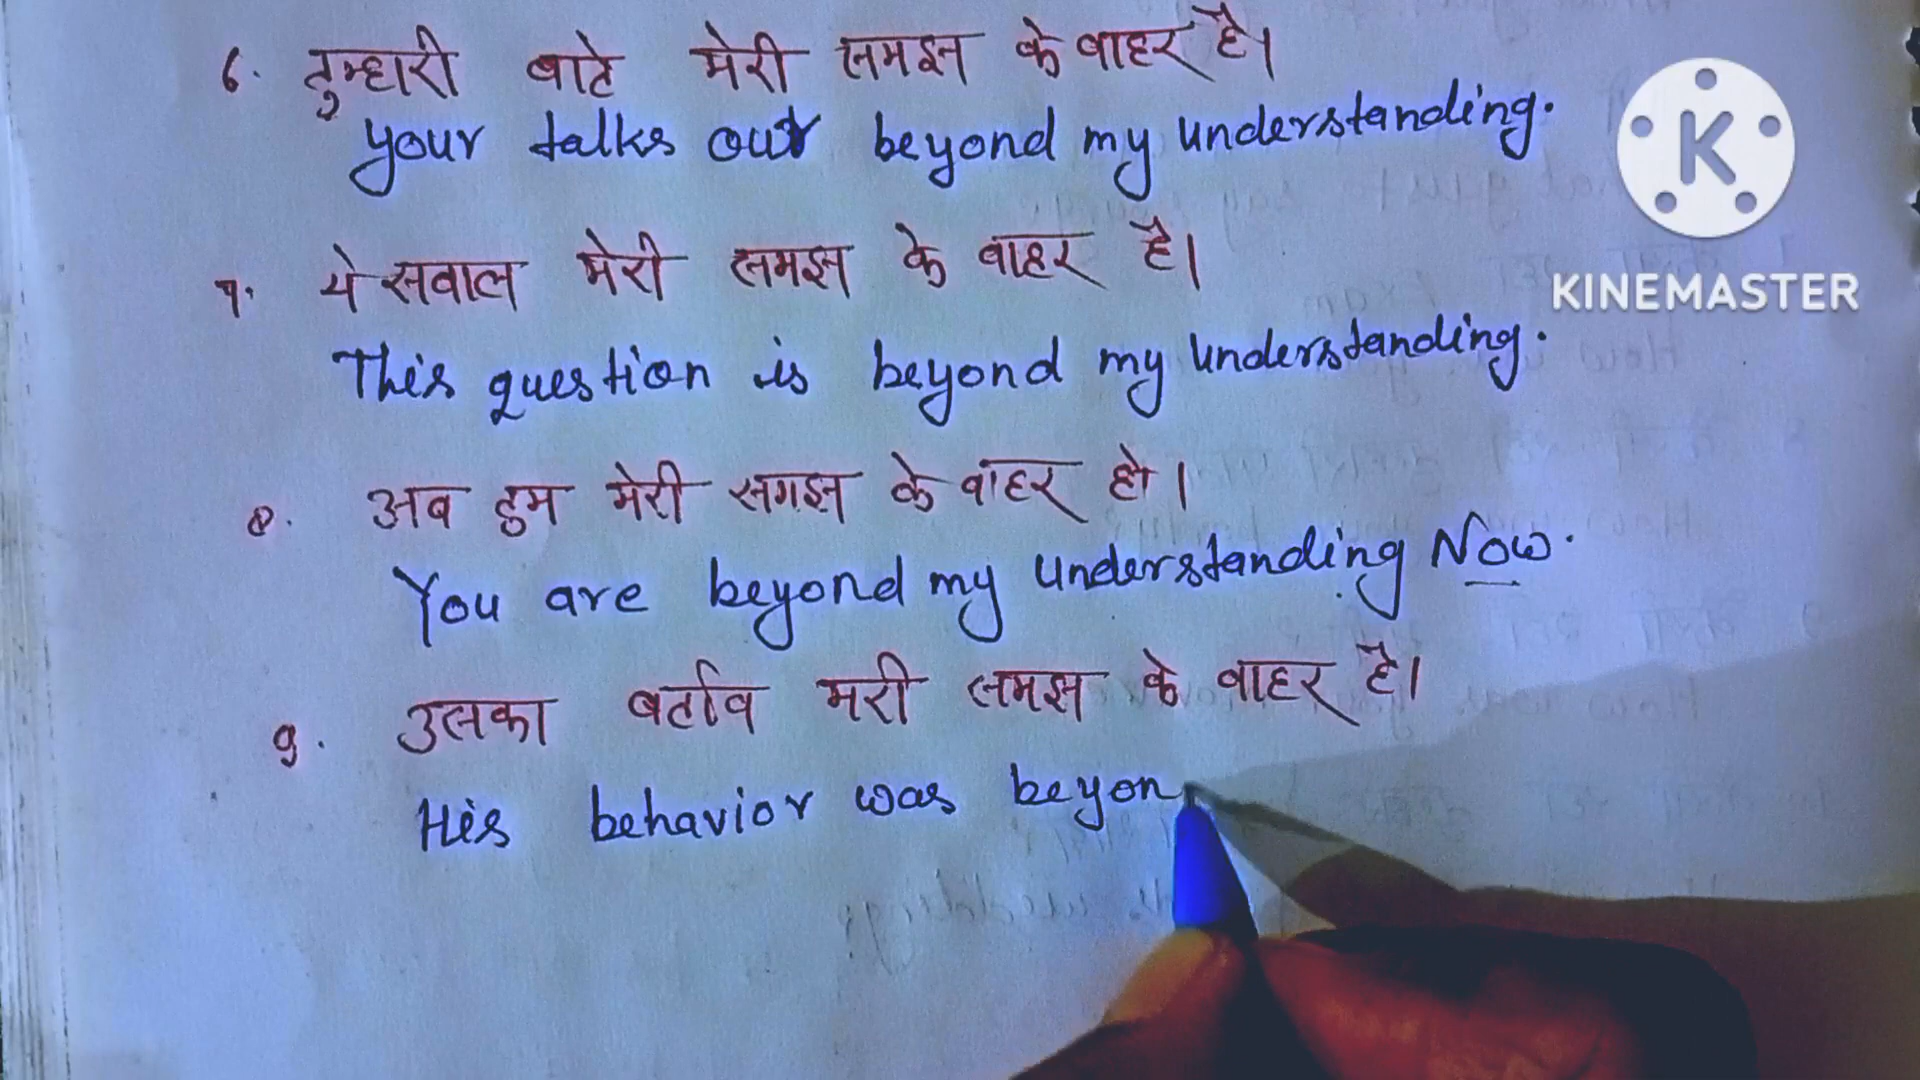 6. तुम्हारी बाते मेरी समझ के बाहर है।
your talks out beyond my understanding.
7. ये सवाल मेरी समझ के बाहर है।
This question is beyond my understanding.
8. अब तुम मेरी समझ के बाहर हो।
You are beyond my understanding Now.
9. उसका बर्ताव मरी समझ के बाहर है।
His behavior was beyon
K
KINEMASTER